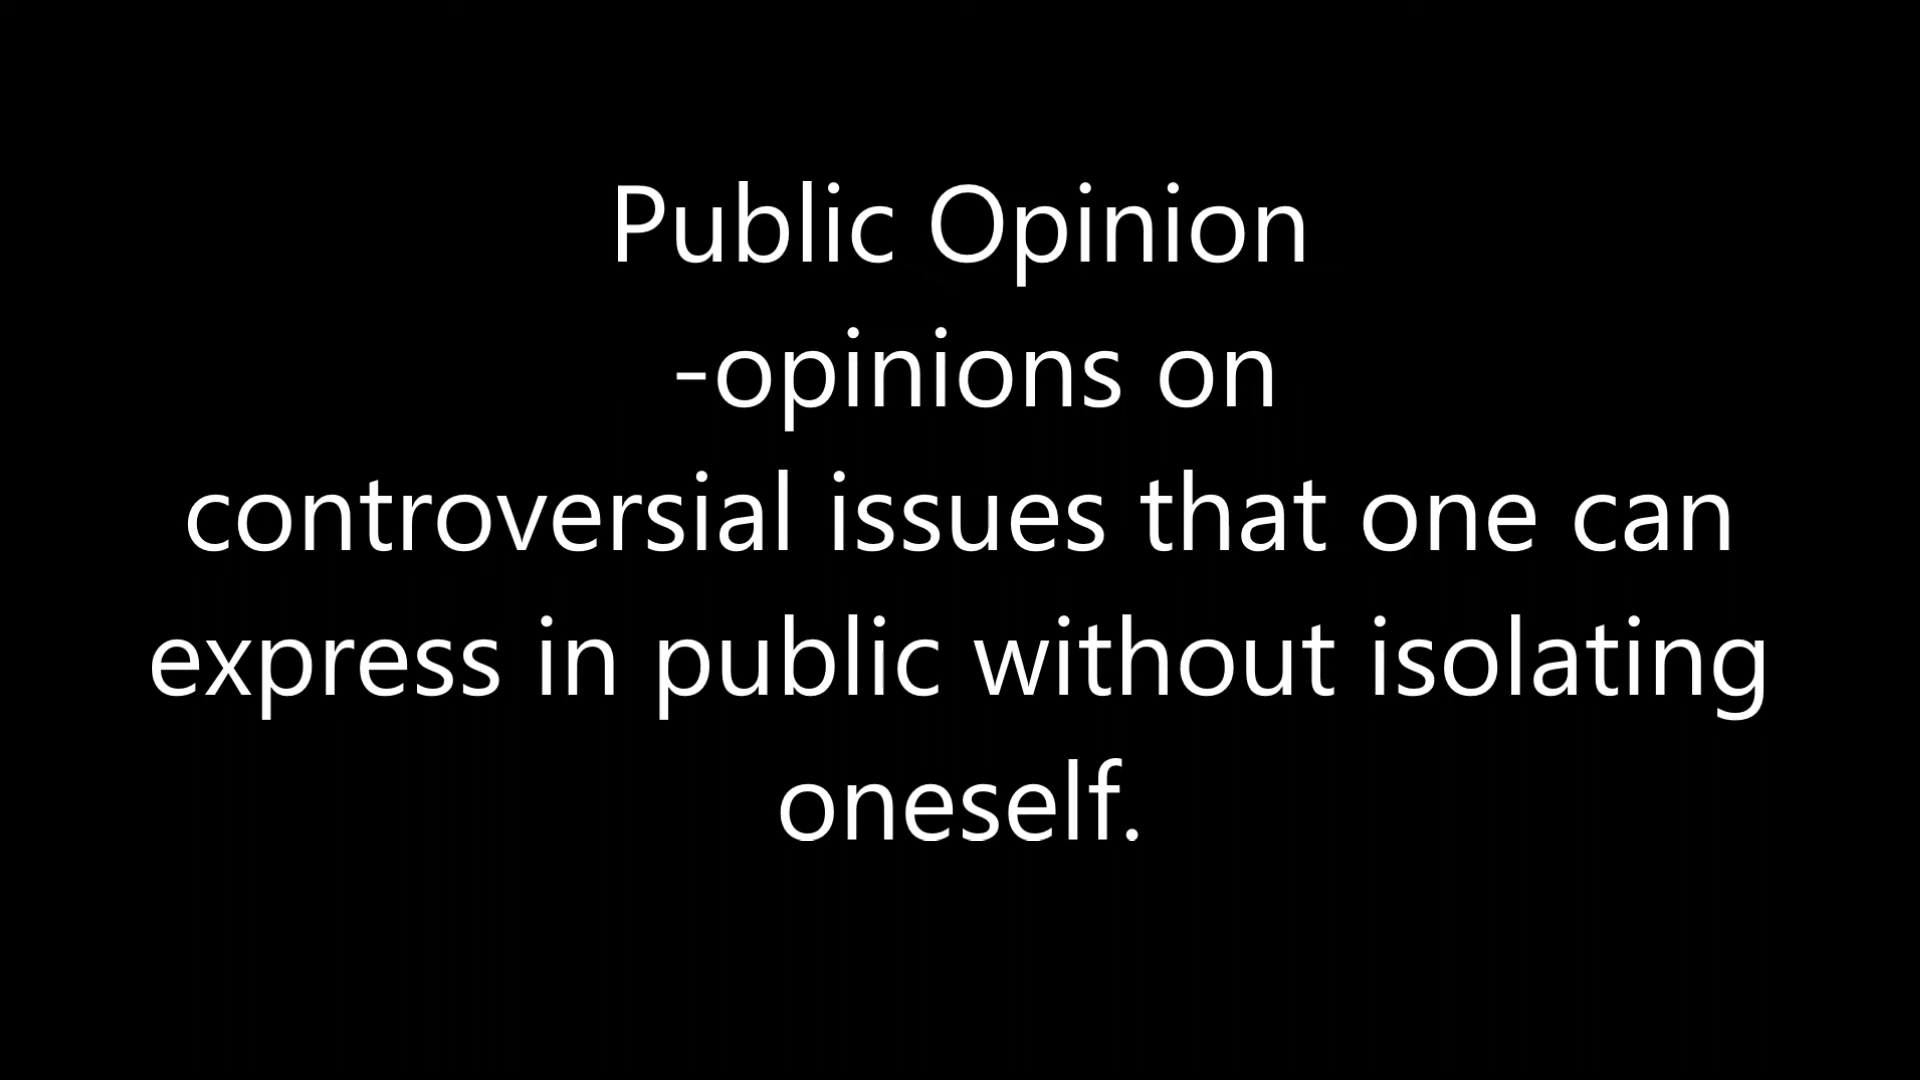 Public Opinion
-opinions on
controversial issues that one can
express in public without isolating
oneself.